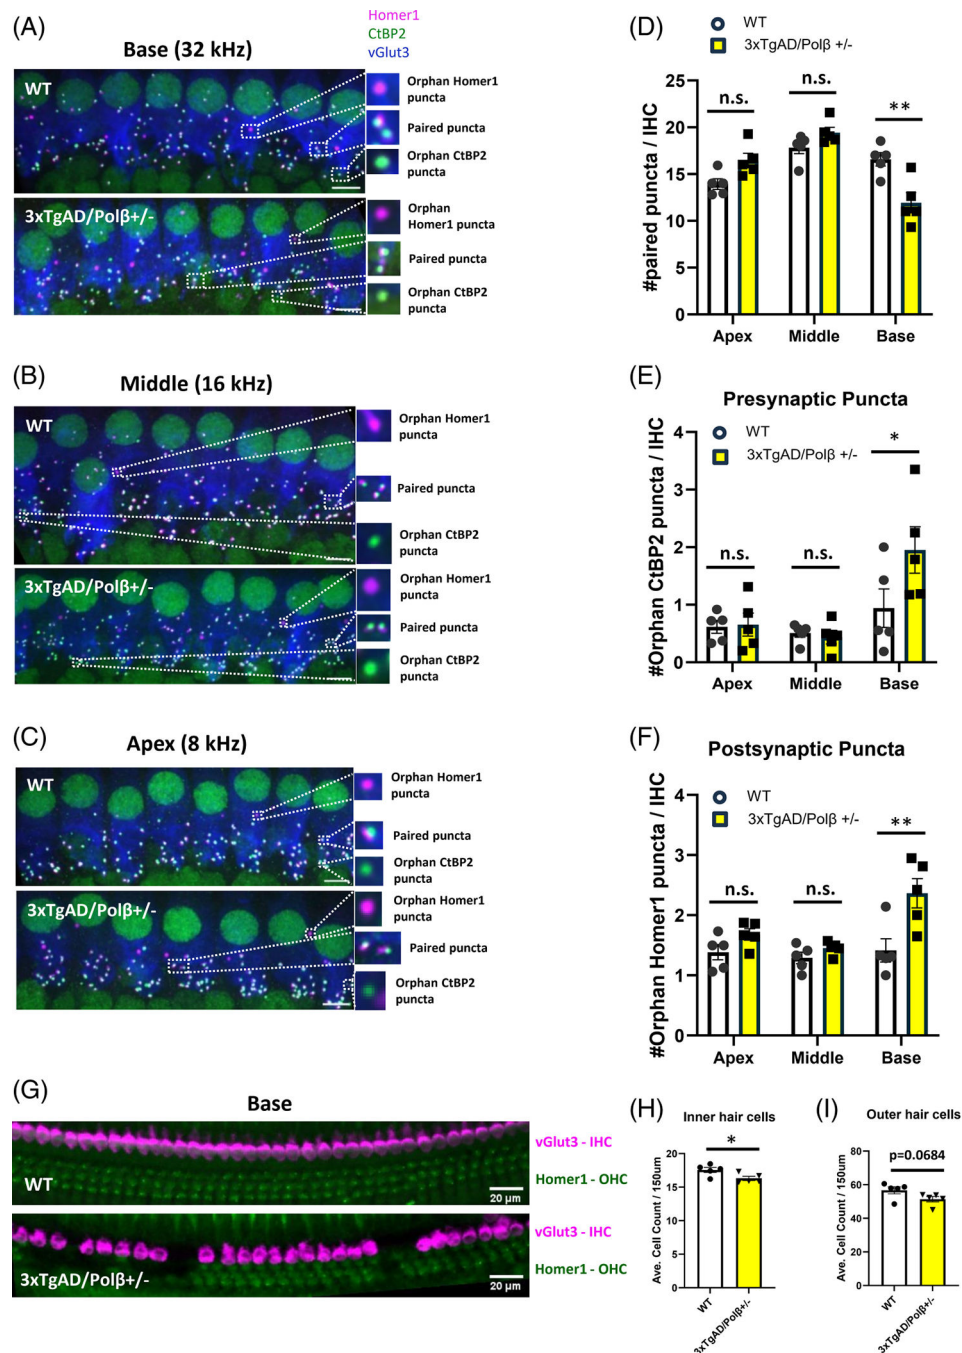 (A)
Homer1
CtBP2
vGlut3
Base (32 kHz)
WT
Orphan Homer1
puncta
Paired puncta
Orphan CtBP2
puncta
3xTgAD/Polβ+/-
Orphan
Homer1 puncta
Paired puncta
Orphan CtBP2
puncta
(B)
Middle (16 kHz)
WT
Orphan Homer1
puncta
Paired puncta
Orphan CtBP2
puncta
3xTgAD/Polβ+/-
Orphan Homer1
puncta
Paired puncta
Orphan CtBP2
puncta
(C)
Apex (8 kHz)
WT
Orphan Homer1
puncta
Paired puncta
Orphan CtBP2
puncta
3xTgAD/Polβ+/-
Orphan Homer1
puncta
Paired puncta
Orphan CtBP2
puncta
(D)
WT
3xTgAD/Polβ +/-
#paired puncta / IHC
25
20
15
10
5
0
n.s.
n.s.
**
Apex
Middle
Base
(E)
Presynaptic Puncta
WT
3xTgAD/Polβ +/-
#Orphan CtBP2 puncta / IHC
4
3
2
1
0
n.s.
n.s.
*
Apex
Middle
Base
(F)
Postsynaptic Puncta
WT
3xTgAD/Polβ +/-
#Orphan Homer1 puncta / IHC
4
3
2
1
0
n.s.
n.s.
**
Apex
Middle
Base
(G)
Base
vGlut3 - IHC
Homer1 - OHC
WT
20 µm
vGlut3 - IHC
Homer1 - OHC
3xTgAD/Polβ+/-
20 µm
(H)
Inner hair cells
*
Ave. Cell Count / 150um
20
15
10
5
0
WT
3xTgAD/Polβ+/-
(I)
Outer hair cells
p=0.0684
Ave. Cell Count / 150um
80
60
40
20
0
WT
3xTgAD/Polβ+/-